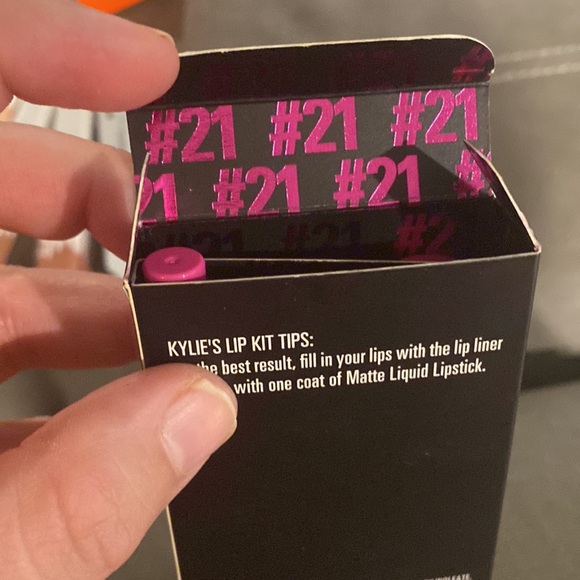 #21 #21 #21
21 #21 #21 #
#2
KYLIE'S LIP KIT TIPS:
the best result, fill in your lips with the lip liner
with one coat of Matte Liquid Lipstick.